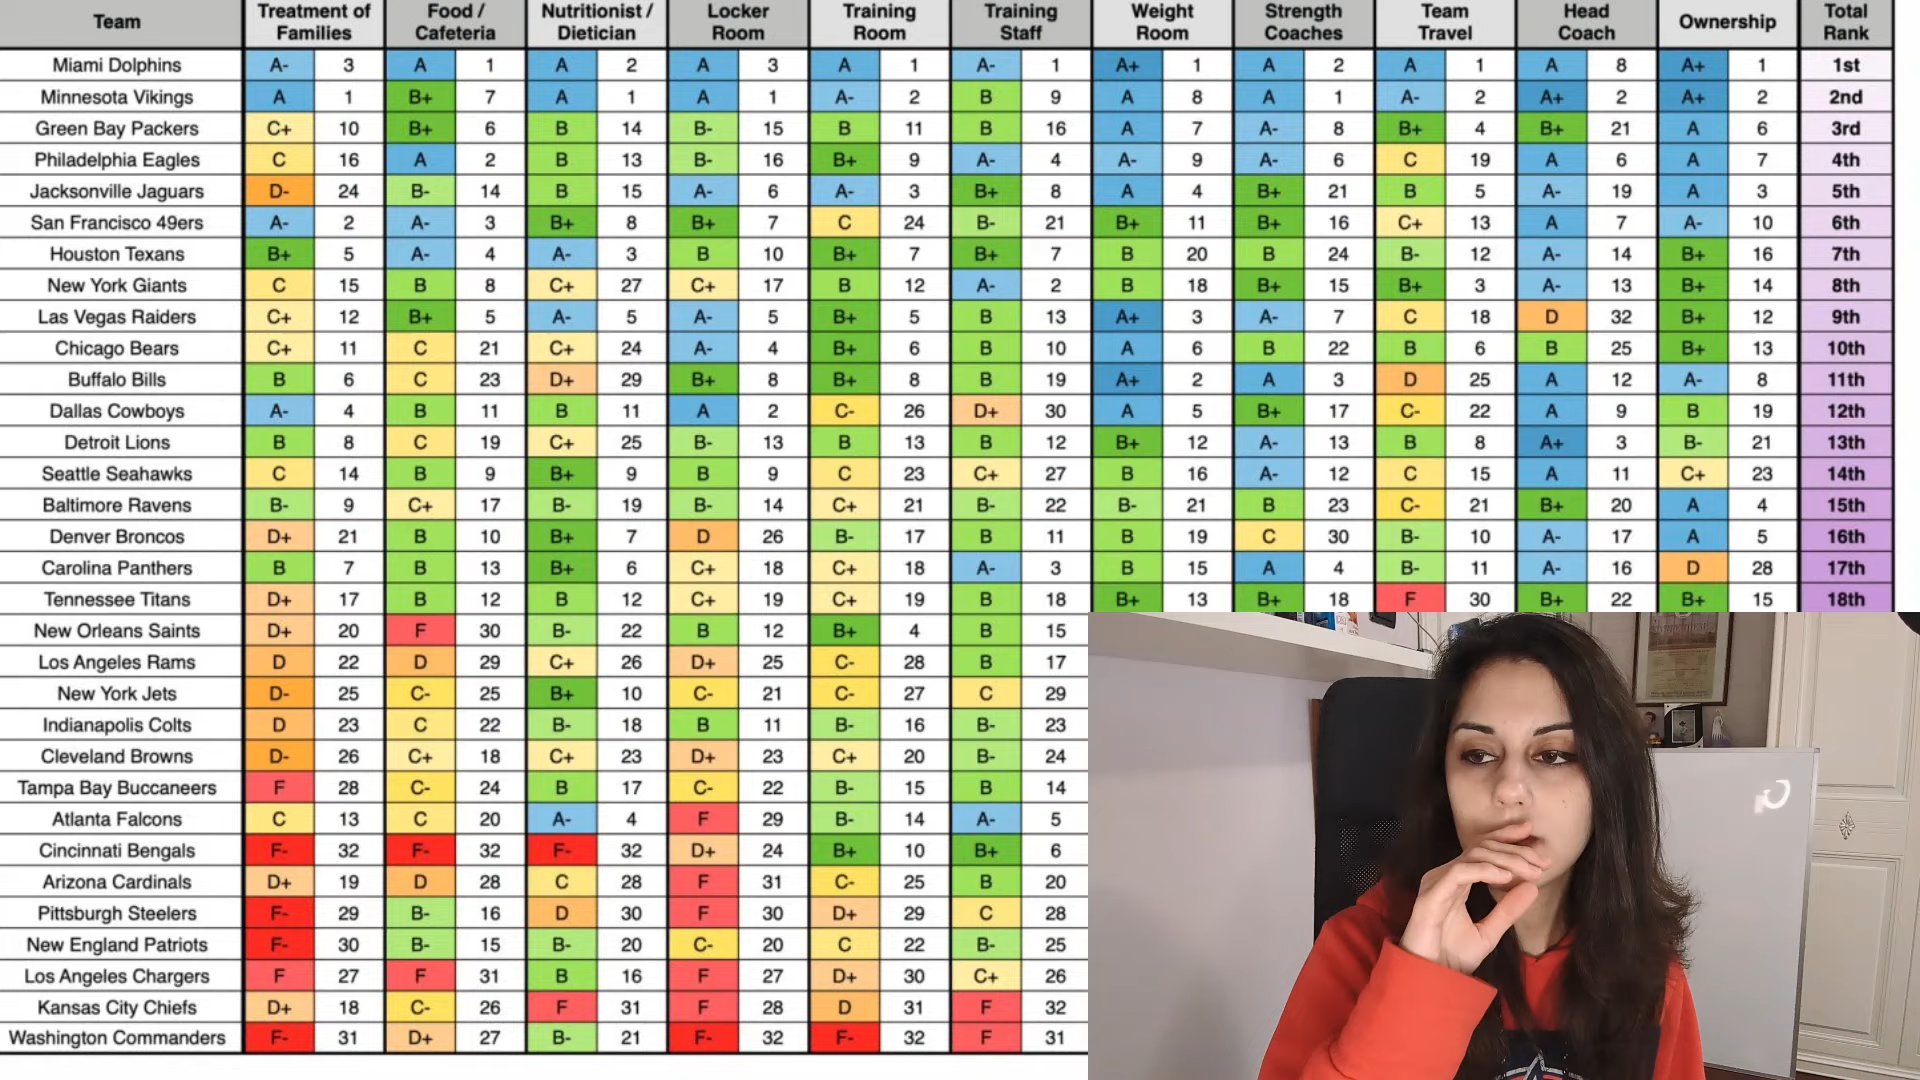 Team Treatment of Families Food / Cafeteria Nutritionist / Dietician Locker Room Training Room Training Staff Weight Room Strength Coaches Team Travel Head Coach Ownership Total Rank
Miami Dolphins A- 3 A 1 A 2 A 3 A 1 A- 1 A+ 1 A 2 A 1 A 8 A+ 1 1st
Minnesota Vikings A 1 B+ 7 A 1 A 1 A- 2 B 9 A 8 A 1 A- 2 A+ 2 A+ 2 2nd
Green Bay Packers C+ 10 B+ 6 B 14 B- 15 B 11 B 16 A 7 A- 8 B+ 4 B+ 21 A 6 3rd
Philadelphia Eagles C 16 A 2 B 13 B- 16 B+ 9 A- 4 A- 9 A- 6 C 19 A 6 A 7 4th
Jacksonville Jaguars D- 24 B- 14 B 15 A- 6 A- 3 B+ 8 A 4 B+ 21 B 5 A- 19 A 3 5th
San Francisco 49ers A- 2 A- 3 B+ 8 B+ 7 C 24 B- 21 B+ 11 B+ 16 C+ 13 A 7 A- 10 6th
Houston Texans B+ 5 A- 4 A- 3 B 10 B+ 7 B+ 7 B 20 B 24 B- 12 A- 14 B+ 16 7th
New York Giants C 15 B 8 C+ 27 C+ 17 B 12 A- 2 B 18 B+ 15 B+ 3 A- 13 B+ 14 8th
Las Vegas Raiders C+ 12 B+ 5 A- 5 A- 5 B+ 5 B 13 A+ 3 A- 7 C 18 D 32 B+ 12 9th
Chicago Bears C+ 11 C 21 C+ 24 A- 4 B+ 6 B 10 A 6 B 22 B 6 B 25 B+ 13 10th
Buffalo Bills B 6 C 23 D+ 29 B+ 8 B+ 8 B 19 A+ 2 A 3 D 25 A 12 A- 8 11th
Dallas Cowboys A- 4 B 11 B 11 A 2 C- 26 D+ 30 A 5 B+ 17 C- 22 A 9 B 19 12th
Detroit Lions B 8 C 19 C+ 25 B- 13 B 13 B 12 B+ 12 A- 13 B 8 A+ 3 B- 21 13th
Seattle Seahawks C 14 B 9 B+ 9 B 9 C 23 C+ 27 B 16 A- 12 C 15 A 11 C+ 23 14th
Baltimore Ravens B- 9 C+ 17 B- 19 B- 14 C+ 21 B- 22 B- 21 B 23 C- 21 B+ 20 A 4 15th
Denver Broncos D+ 21 B 10 B+ 7 D 26 B- 17 B 11 B 19 C 30 B- 10 A- 17 A 5 16th
Carolina Panthers B 7 B 13 B+ 6 C+ 18 C+ 18 A- 3 B 15 A 4 B- 11 A- 16 D 28 17th
Tennessee Titans D+ 17 B 12 B 12 C+ 19 C+ 19 B 18 B+ 13 B+ 18 F 30 B+ 22 B+ 15 18th
New Orleans Saints D+ 20 F 30 B- 22 B 12 B+ 4 B 15
Los Angeles Rams D 22 D 29 C+ 26 D+ 25 C- 28 B 17
New York Jets D- 25 C- 25 B+ 10 C- 21 C- 27 C 29
Indianapolis Colts D 23 C 22 B- 18 B 11 B- 16 B- 23
Cleveland Browns D- 26 C+ 18 C+ 23 D+ 23 C+ 20 B- 24
Tampa Bay Buccaneers F 28 C- 24 B 17 C- 22 B- 15 B 14
Atlanta Falcons C 13 C 20 A- 4 F 29 B- 14 A- 5
Cincinnati Bengals F- 32 F- 32 F- 32 D+ 24 B+ 10 B+ 6
Arizona Cardinals D+ 19 D 28 C 28 F 31 C- 25 B 20
Pittsburgh Steelers F- 29 B- 16 D 30 F 30 D+ 29 C 28
New England Patriots F- 30 B- 15 B- 20 C- 20 C 22 B- 25
Los Angeles Chargers F 27 F 31 B 16 F 27 D+ 30 C+ 26
Kansas City Chiefs D+ 18 C- 26 F 31 F 28 D 31 F 32
Washington Commanders F- 31 D+ 27 B- 21 F- 32 F- 32 F 31